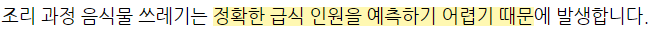 조리 과정 음식물 쓰레기는 정확한 급식 인원을 예측하기 어렵기 때문에 발생합니다.